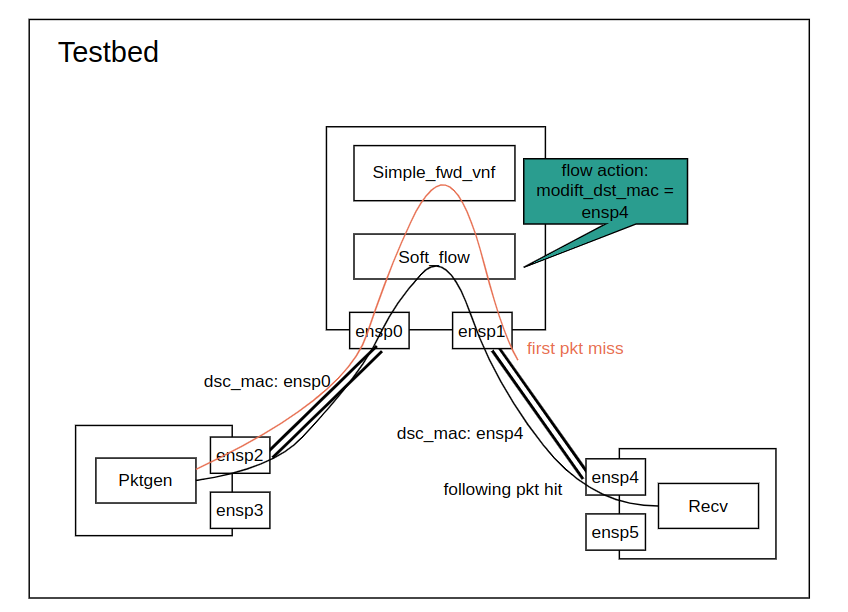 Testbed
Simple_fwd_vnf
flow action:
modift_dst_mac =
ensp4
Soft_flow
ensp0
ensp1
first pkt miss
dsc_mac: ensp0
dsc_mac: ensp4
ensp2
Pktgen
ensp3
following pkt hit
ensp4
Recv
ensp5